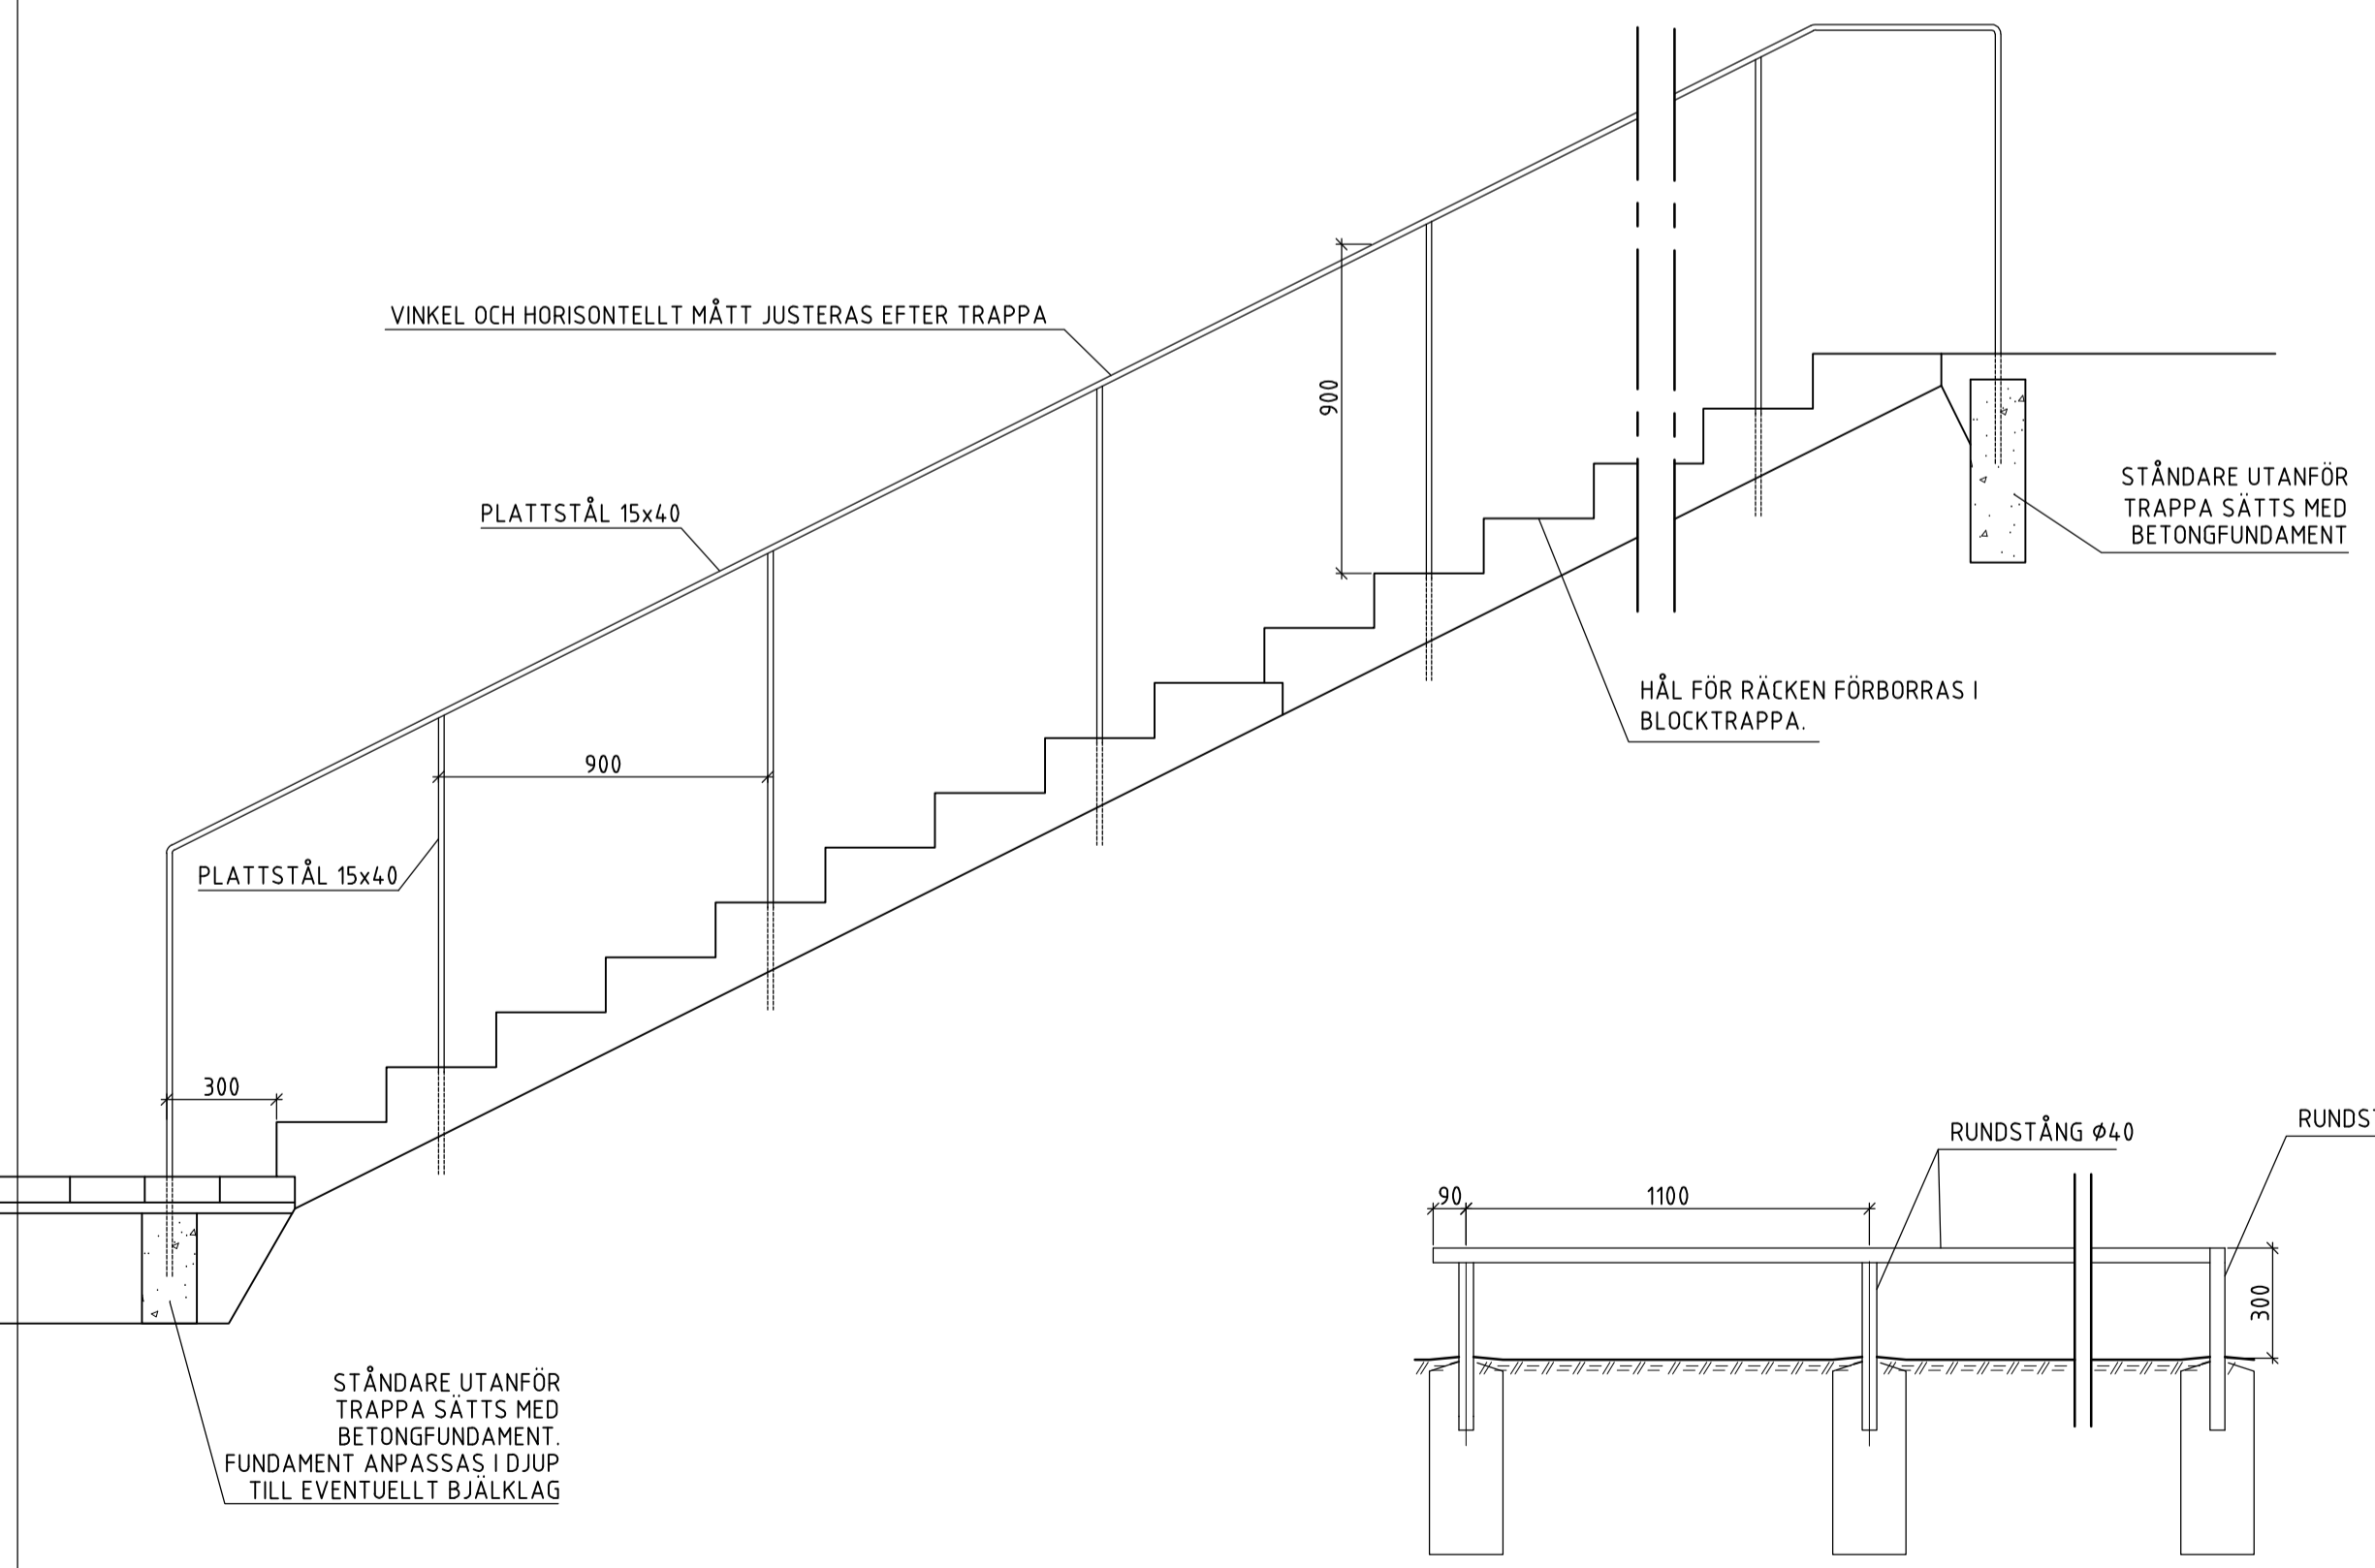 VINKEL OCH HORISONTELLT MÅTT JUSTERAS EFTER TRAPPA
900
PLATTSTÅL 15x40
STÅNDARE UTANFÖR
TRAPPA SÄTTS MED
BETONGFUNDAMENT
HÅL FÖR RÄCKEN FÖRBORRAS I
BLOCKTRAPPA.
900
PLATTSTÅL 15x40
300
RUNDSTÅNG ø40
90
1100
300
STÅNDARE UTANFÖR
TRAPPA SÄTTS MED
BETONGFUNDAMENT.
FUNDAMENT ANPASSAS I DJUP
TILL EVENTUELLT BJÄLKLAG